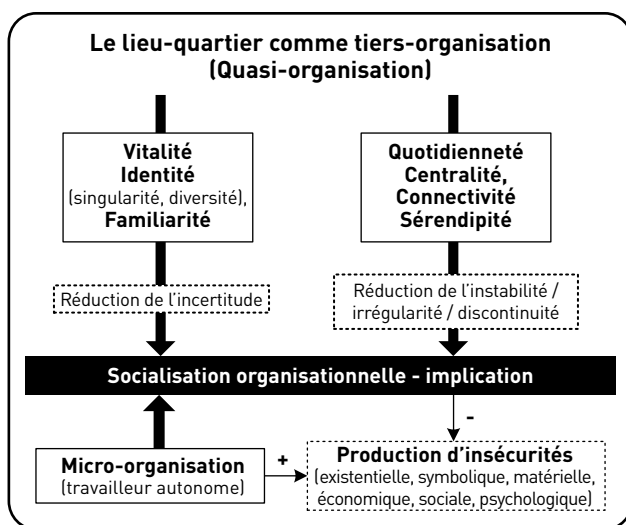 Le lieu-quartier comme tiers-organisation
(Quasi-organisation)
Vitalité
Identité
(singularité, diversité),
Familiarité
Quotidienneté
Centralité,
Connectivité
Sérendipité
Réduction de l’incertitude
Réduction de l’instabilité /
irrégularité / discontinuité
Socialisation organisationnelle - implication
-
Micro-organisation
(travailleur autonome)
+
Production d’insécurités
(existentielle, symbolique, matérielle,
économique, sociale, psychologique)